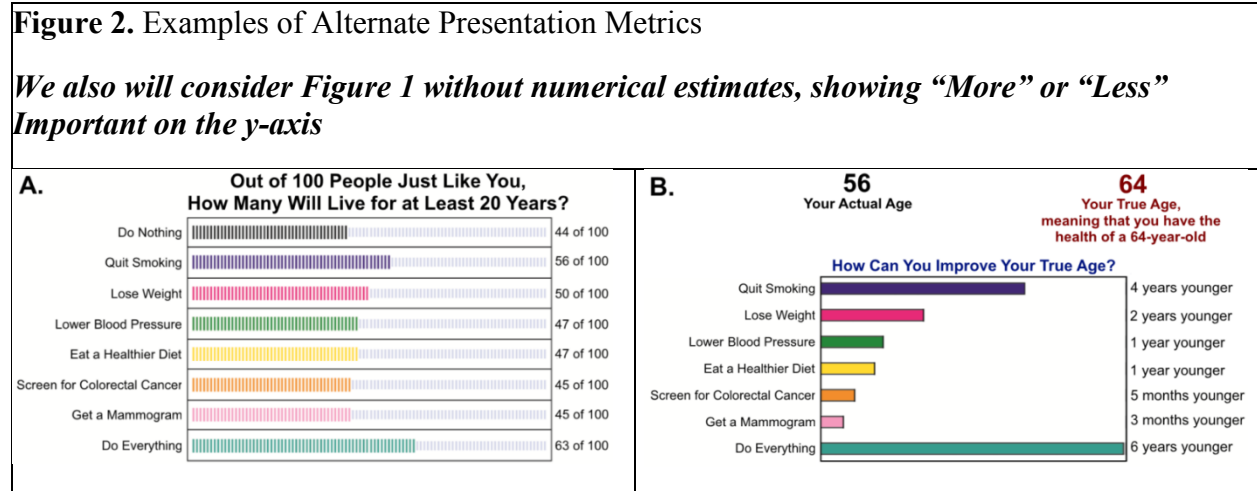 Figure 2. Examples of Alternate Presentation Metrics
We also will consider Figure 1 without numerical estimates, showing “More” or “Less”
Important on the y-axis
A.
Out of 100 People Just Like You,
How Many Will Live for at Least 20 Years?
Do Nothing 44 of 100
Quit Smoking 56 of 100
Lose Weight 50 of 100
Lower Blood Pressure 47 of 100
Eat a Healthier Diet 47 of 100
Screen for Colorectal Cancer 45 of 100
Get a Mammogram 45 of 100
Do Everything 63 of 100
B.
56
Your Actual Age
64
Your True Age,
meaning that you have the
health of a 64-year-old
How Can You Improve Your True Age?
Quit Smoking 4 years younger
Lose Weight 2 years younger
Lower Blood Pressure 1 year younger
Eat a Healthier Diet 1 year younger
Screen for Colorectal Cancer 5 months younger
Get a Mammogram 3 months younger
Do Everything 6 years younger